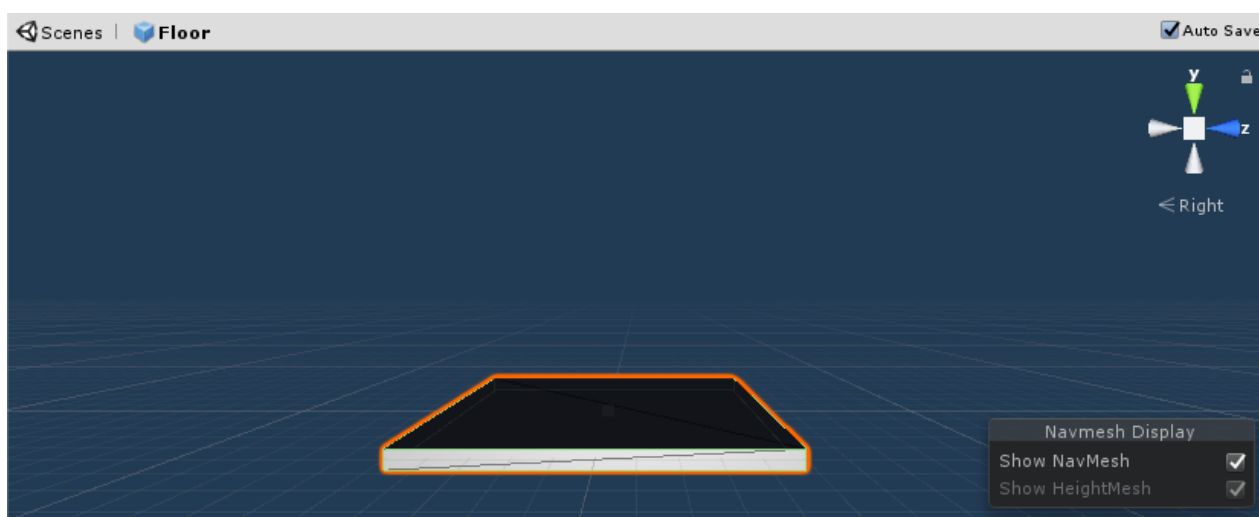 Scenes | Floor
Auto Save
y
z
< Right
Navmesh Display
Show NavMesh
Show HeightMesh